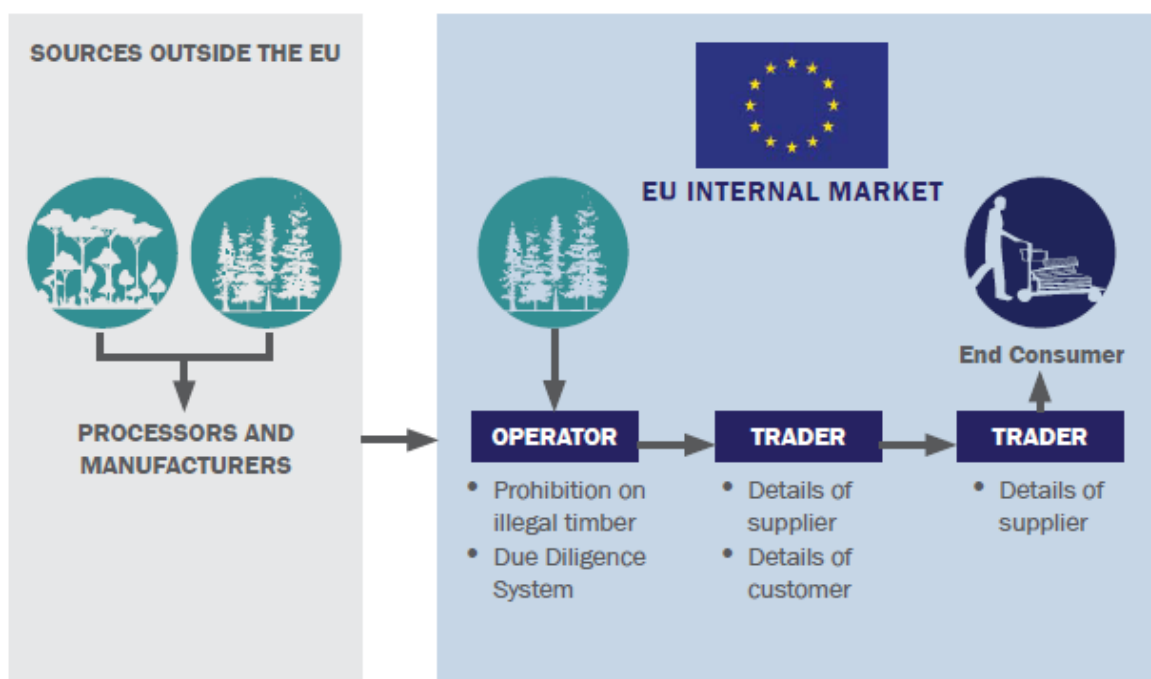 SOURCES OUTSIDE THE EU
PROCESSORS AND
MANUFACTURERS
EU INTERNAL MARKET
End Consumer
OPERATOR
• Prohibition on
illegal timber
• Due Diligence
System
TRADER
• Details of
supplier
• Details of
customer
TRADER
• Details of
supplier